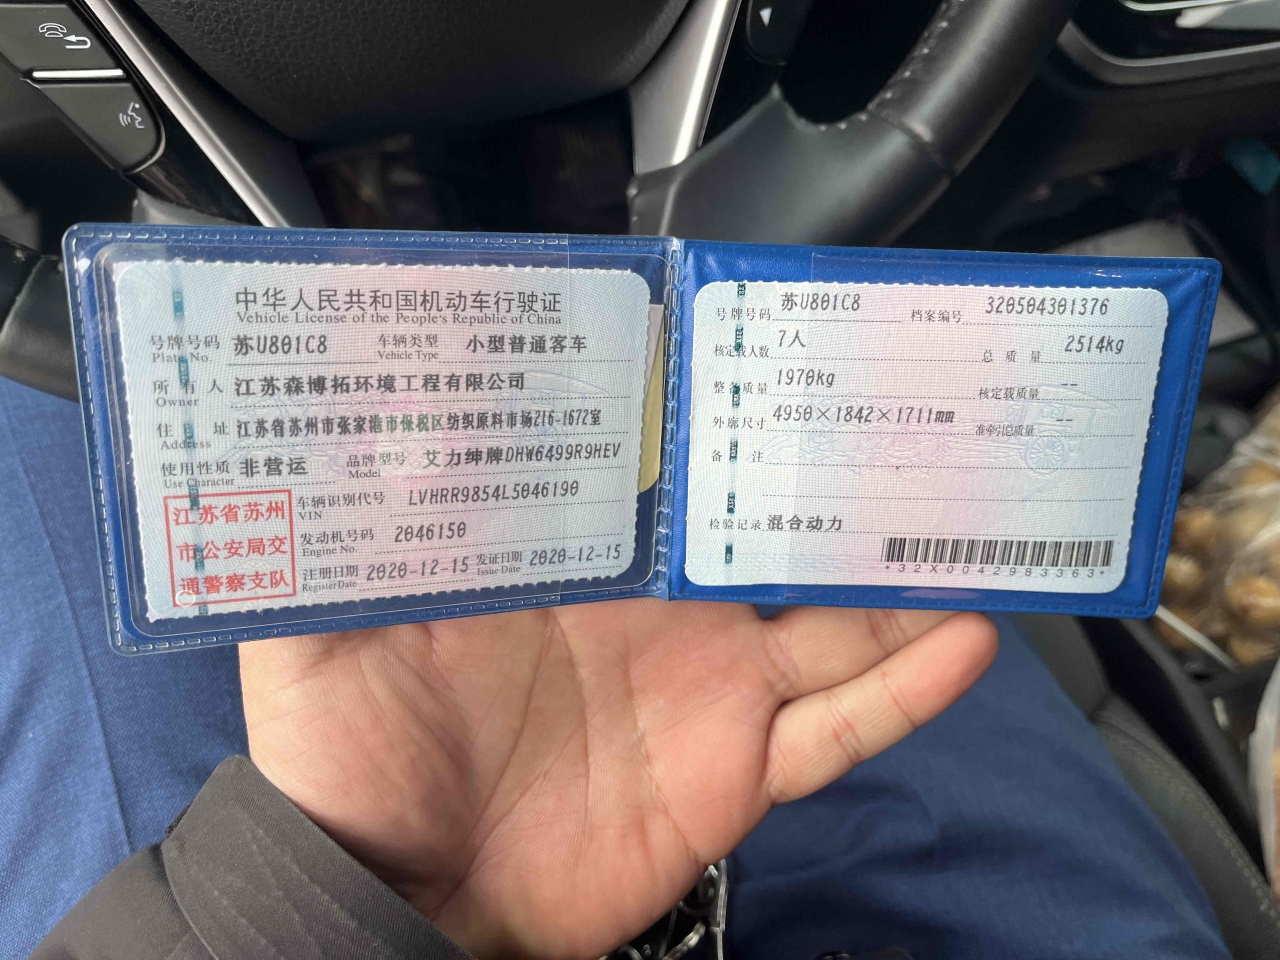 中华人民共和国机动车行驶证
Vehicle License of the People's Republic of China
号牌号码 苏U801C8 车辆类型 小型普通客车
Plate No. Vehicle Type
所有人 江苏森博拓环境工程有限公司
Owner
住址 江苏省苏州市张家港市保税区纺织原料市场216-1672室
Address
使用性质 非营运 品牌型号 艾力绅牌DHW6499R9HEV
Use Character Model
江苏省苏州
市公安局交
通警察支队
车辆识别代号 LVHRR9854L5046190
VIN
发动机号码 2046150
Engine No.
注册日期 2020-12-15 发证日期 2020-12-15
Register Date Issue Date
号牌号码 苏U801C8 档案编号 320504301376
核定载人数 7人 总质量 2514kg
整备质量 1970kg 核定载质量 --
外廓尺寸 4950×1842×1711mm 准牵引总质量 --
备注
检验记录 混合动力
*32X0042983363*